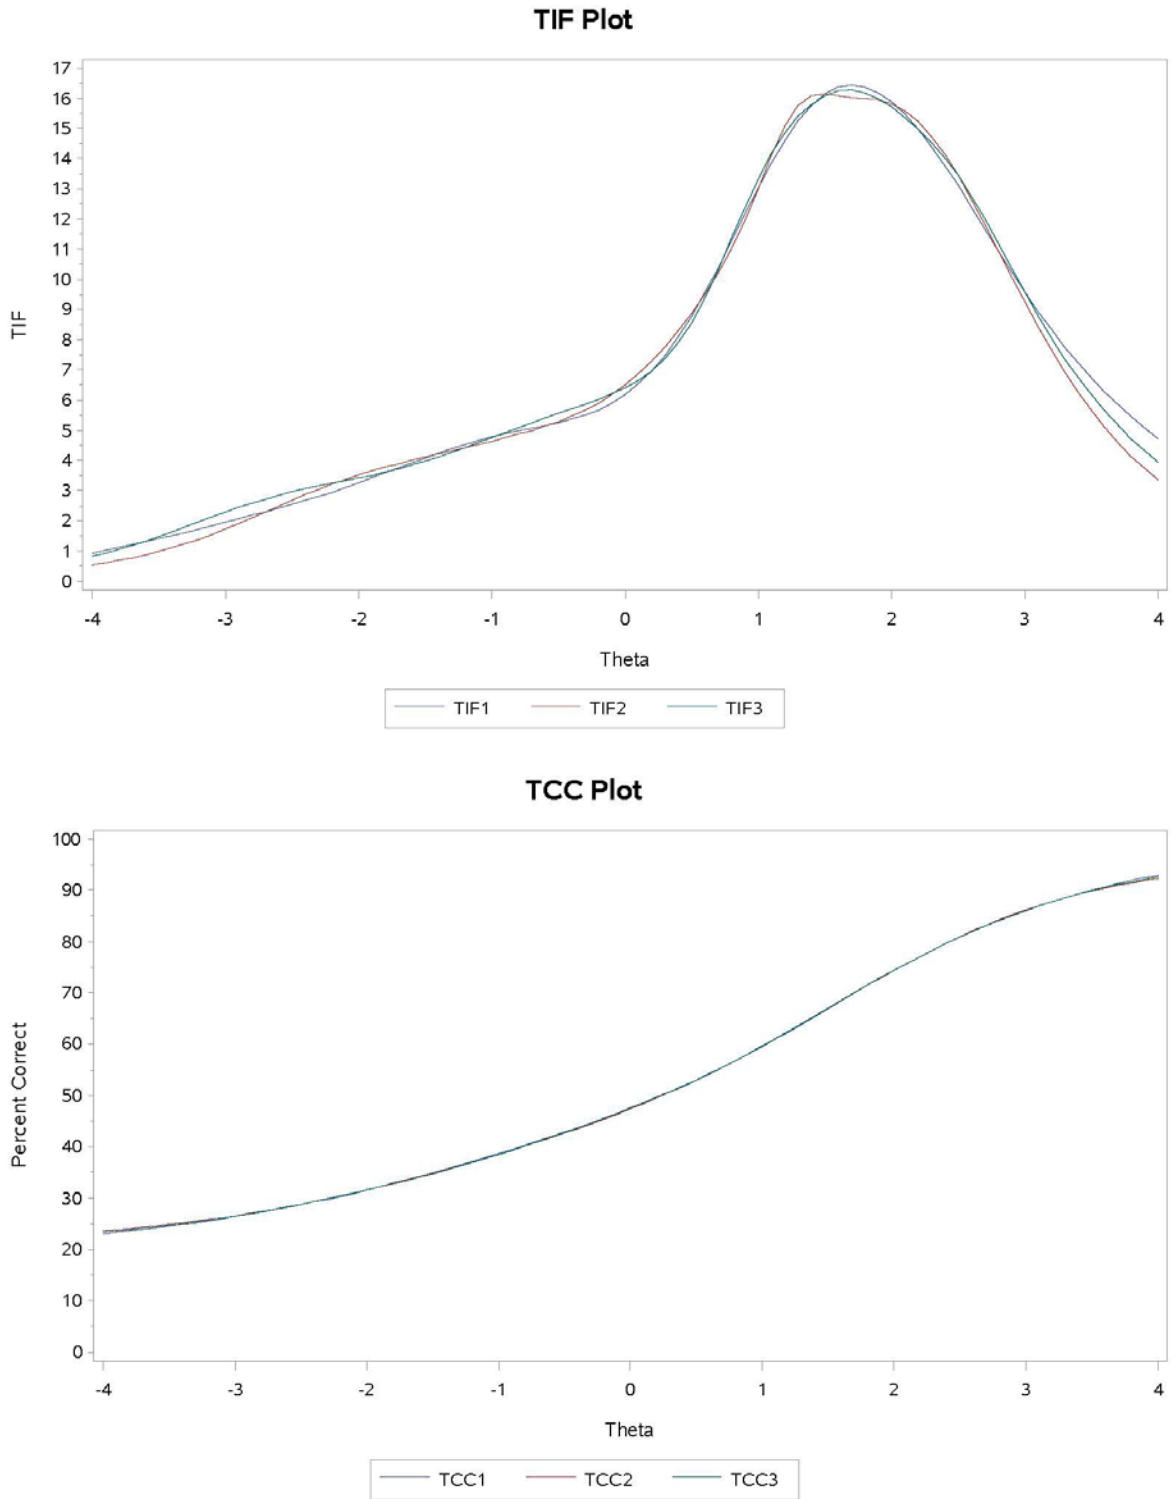 TIF Plot
17
16
15
14
13
12
11
10
9
8
7
6
5
4
3
2
1
0
TIF
-4 -3 -2 -1 0 1 2 3 4
Theta
TIF1 TIF2 TIF3
TCC Plot
100
90
80
70
60
50
40
30
20
10
0
Percent Correct
-4 -3 -2 -1 0 1 2 3 4
Theta
TCC1 TCC2 TCC3